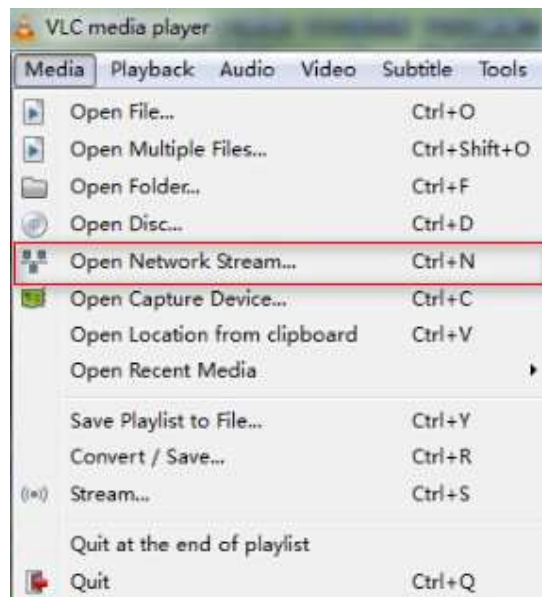 VLC media player
Media Playback Audio Video Subtitle Tools
Open File... Ctrl+O
Open Multiple Files... Ctrl+Shift+O
Open Folder... Ctrl+F
Open Disc... Ctrl+D
Open Network Stream... Ctrl+N
Open Capture Device... Ctrl+C
Open Location from clipboard Ctrl+V
Open Recent Media
Save Playlist to File... Ctrl+Y
Convert / Save... Ctrl+R
Stream... Ctrl+S
Quit at the end of playlist
Quit Ctrl+Q